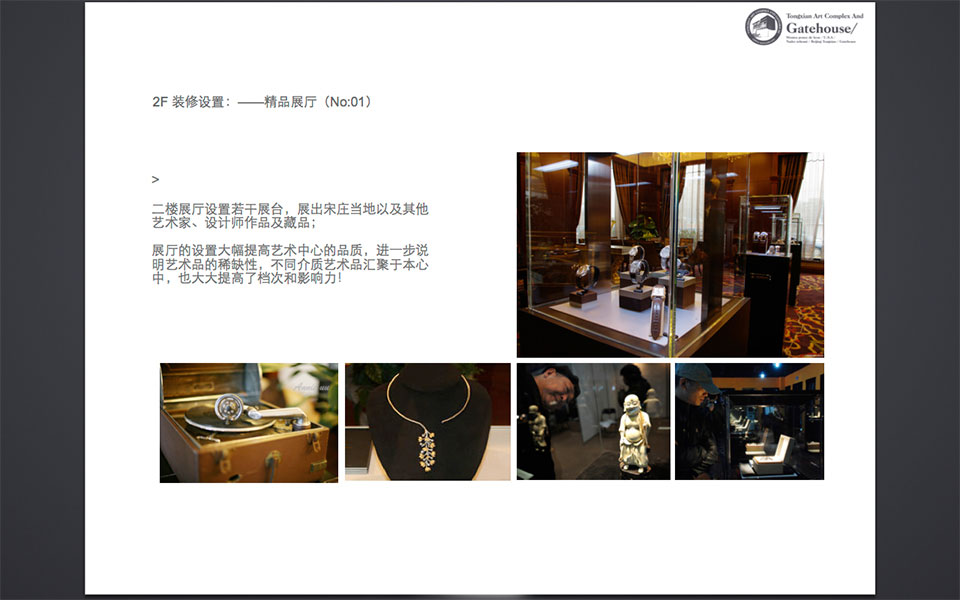 Tongxian Art Complex And
Gatehouse/
2F 装修设置：——精品展厅（No:01）
>
二楼展厅设置若干展台，展出宋庄当地以及其他
艺术家、设计师作品及藏品；
展厅的设置大幅提高艺术中心的品质，进一步说
明艺术品的稀缺性，不同介质艺术品汇聚于本心
中，也大大提高了档次和影响力！